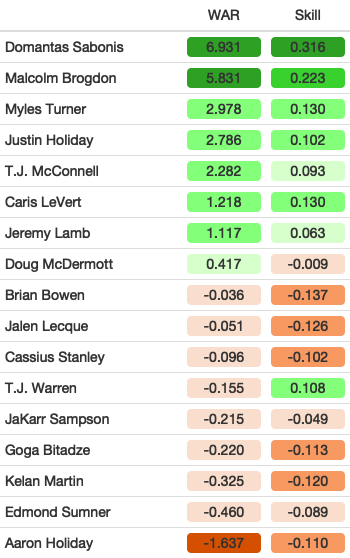 WAR Skill
Domantas Sabonis 6.931 0.316
Malcolm Brogdon 5.831 0.223
Myles Turner 2.978 0.130
Justin Holiday 2.786 0.102
T.J. McConnell 2.282 0.093
Caris LeVert 1.218 0.130
Jeremy Lamb 1.117 0.063
Doug McDermott 0.417 -0.009
Brian Bowen -0.036 -0.137
Jalen Lecque -0.051 -0.126
Cassius Stanley -0.096 -0.102
T.J. Warren -0.155 0.108
JaKarr Sampson -0.215 -0.049
Goga Bitadze -0.220 -0.113
Kelan Martin -0.325 -0.120
Edmond Sumner -0.460 -0.089
Aaron Holiday -1.637 -0.110